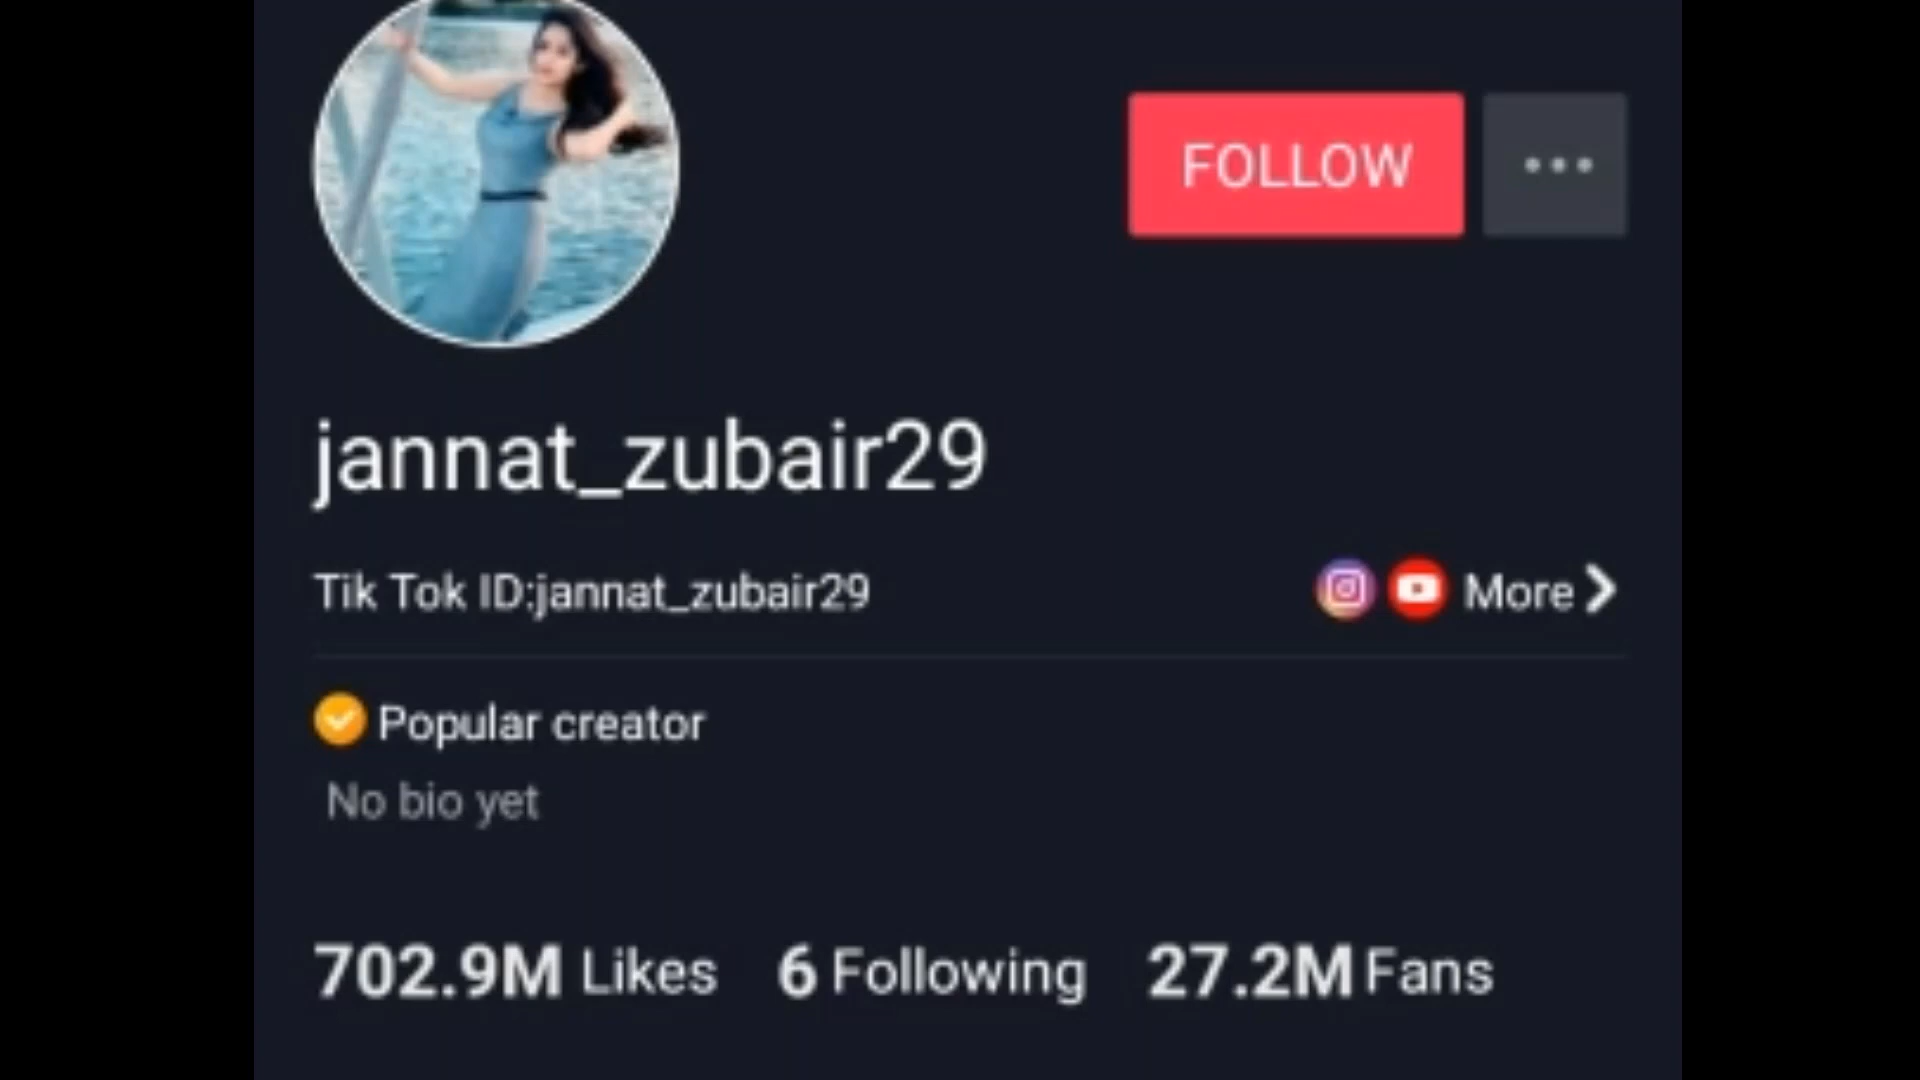 FOLLOW
jannat_zubair29
Tik Tok ID:jannat_zubair29
More
Popular creator
No bio yet
702.9M Likes 6 Following 27.2M Fans